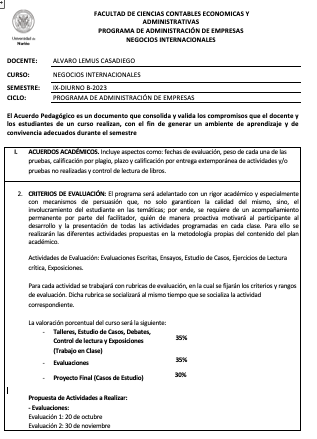 FACULTAD DE CIENCIAS CONTABLES ECONOMICAS Y
ADMINISTRATIVAS
PROGRAMA DE ADMINISTRACIÓN DE EMPRESAS
NEGOCIOS INTERNACIONALES
Universidad de
Nariño
DOCENTE: ALVARO LEMUS CASADIEGO
CURSO: NEGOCIOS INTERNACIONALES
SEMESTRE: IX-DIURNO B-2023
CICLO: PROGRAMA DE ADMINISTRACIÓN DE EMPRESAS
El Acuerdo Pedagógico es un documento que consolida y valida los compromisos que el docente y
los estudiantes de un curso realizan, con el fin de generar un ambiente de aprendizaje y de
convivencia adecuados durante el semestre
I. ACUERDOS ACADÉMICOS. Incluye aspectos como: fechas de evaluación, peso de cada una de las
pruebas, calificación por plagio, plazo y calificación por entrega extemporánea de actividades y/o
pruebas no realizadas y control de lectura de libros.
2. CRITERIOS DE EVALUACIÓN: El programa será adelantado con un rigor académico y especialmente
con mecanismos de persuasión que, no solo garanticen la calidad del mismo, sino, el
involucramiento del estudiante en las temáticas; por ende, se requiere de un acompañamiento
permanente por parte del facilitador, quién de manera proactiva motivará al participante al
desarrollo y la presentación de todas las actividades programadas en cada clase. Para ello se
realizarán las diferentes actividades propuestas en la metodología propias del contenido del plan
académico.
Actividades de Evaluación: Evaluaciones Escritas, Ensayos, Estudio de Casos, Ejercicios de Lectura
crítica, Exposiciones.
Para cada actividad se trabajará con rubricas de evaluación, en la cual se fijarán los criterios y rangos
de evaluación. Dicha rubrica se socializará al mismo tiempo que se socializa la actividad
correspondiente.
La valoración porcentual del curso será la siguiente:
- Talleres, Estudio de Casos, Debates, 35%
Control de lectura y Exposiciones
(Trabajo en Clase)
- Evaluaciones 35%
- Proyecto Final (Casos de Estudio) 30%
Propuesta de Actividades a Realizar:
- Evaluaciones:
Evaluación 1: 20 de octubre
Evaluación 2: 30 de noviembre